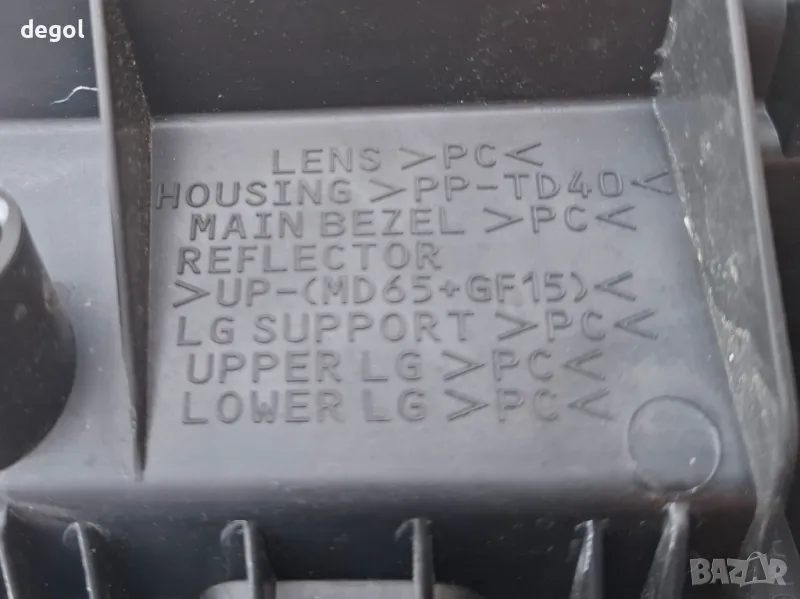 degol
LENS >PC<
HOUSING >PP-TD40<
MAIN BEZEL >PC<
REFLECTOR
>UP-(MD65+GF15)<
LG SUPPORT >PC<
UPPER LG >PC<
LOWER LG >PC<
BAZAR